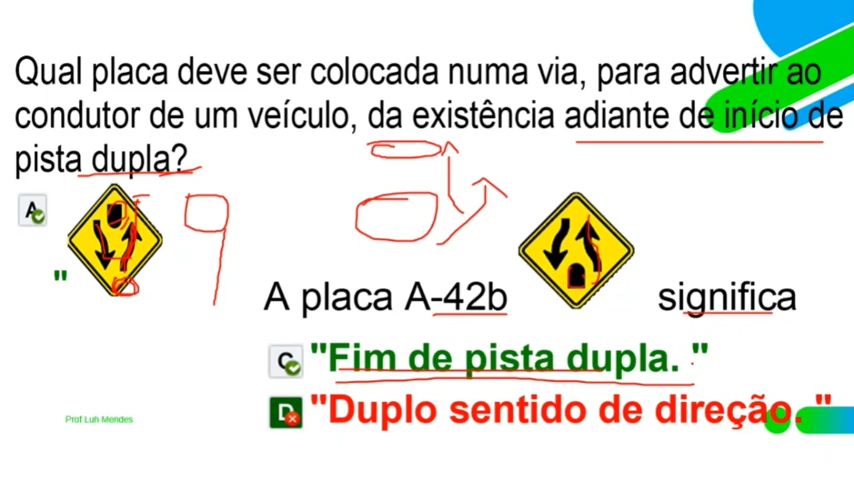 Qual placa deve ser colocada numa via, para advertir ao
condutor de um veículo, da existência adiante de início de
pista dupla?
A
"
A placa A-42b significa
C "Fim de pista dupla. "
D "Duplo sentido de direção. "
Prof Luh Mendes